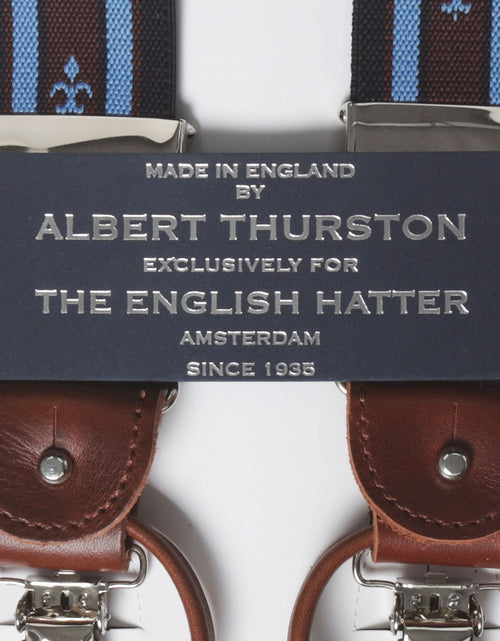 MADE IN ENGLAND
BY
ALBERT THURSTON
EXCLUSIVELY FOR
THE ENGLISH HATTER
AMSTERDAM
SINCE 1935